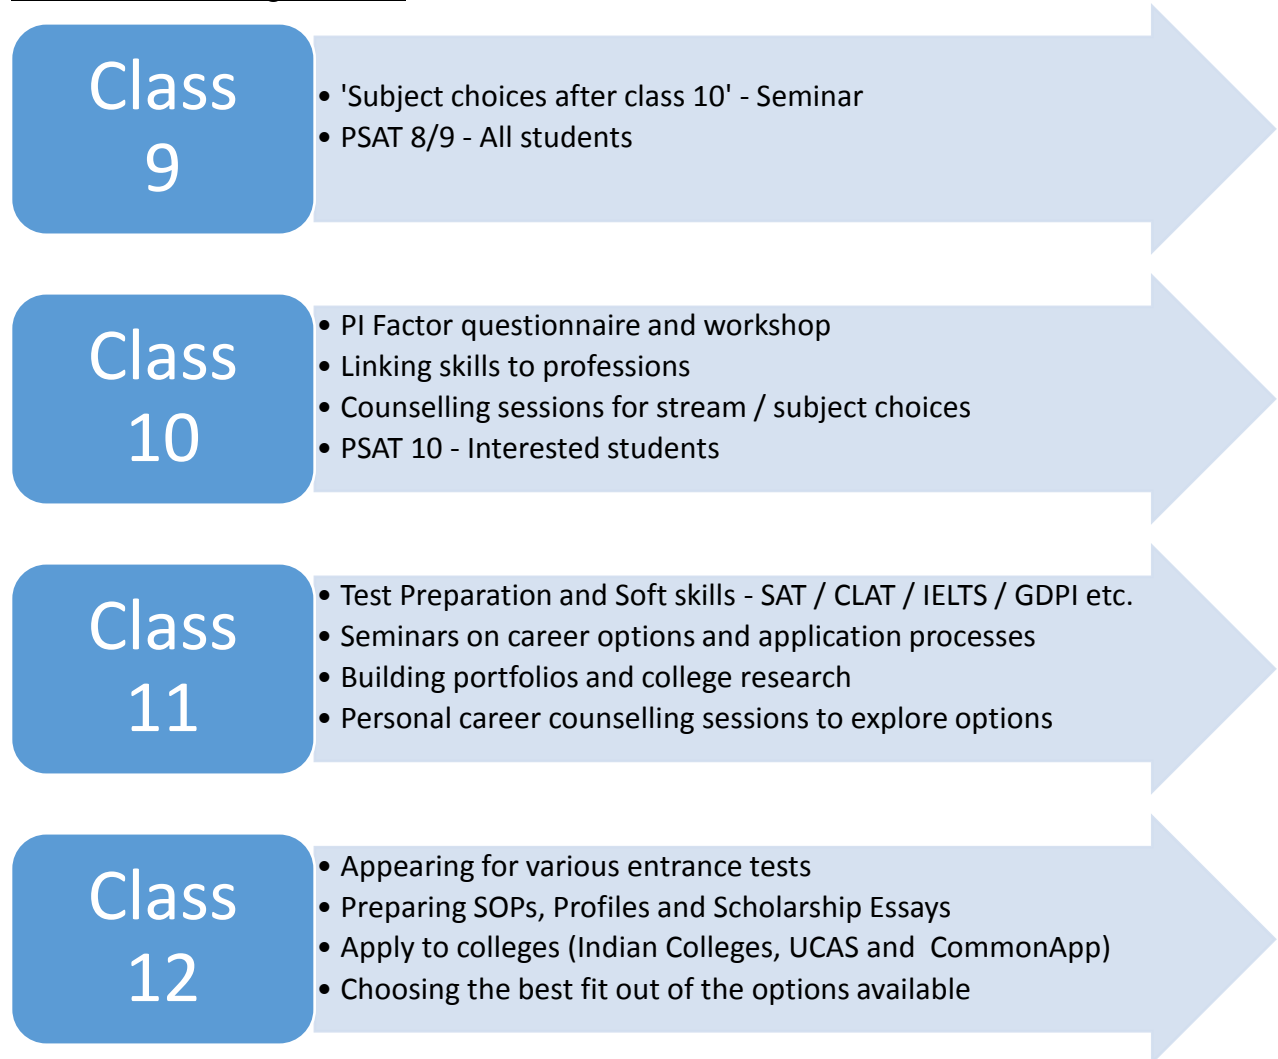 Class
9
• 'Subject choices after class 10' - Seminar
• PSAT 8/9 - All students
Class
10
• PI Factor questionnaire and workshop
• Linking skills to professions
• Counselling sessions for stream / subject choices
• PSAT 10 - Interested students
Class
11
• Test Preparation and Soft skills - SAT / CLAT / IELTS / GDPI etc.
• Seminars on career options and application processes
• Building portfolios and college research
• Personal career counselling sessions to explore options
Class
12
• Appearing for various entrance tests
• Preparing SOPs, Profiles and Scholarship Essays
• Apply to colleges (Indian Colleges, UCAS and  CommonApp)
• Choosing the best fit out of the options available